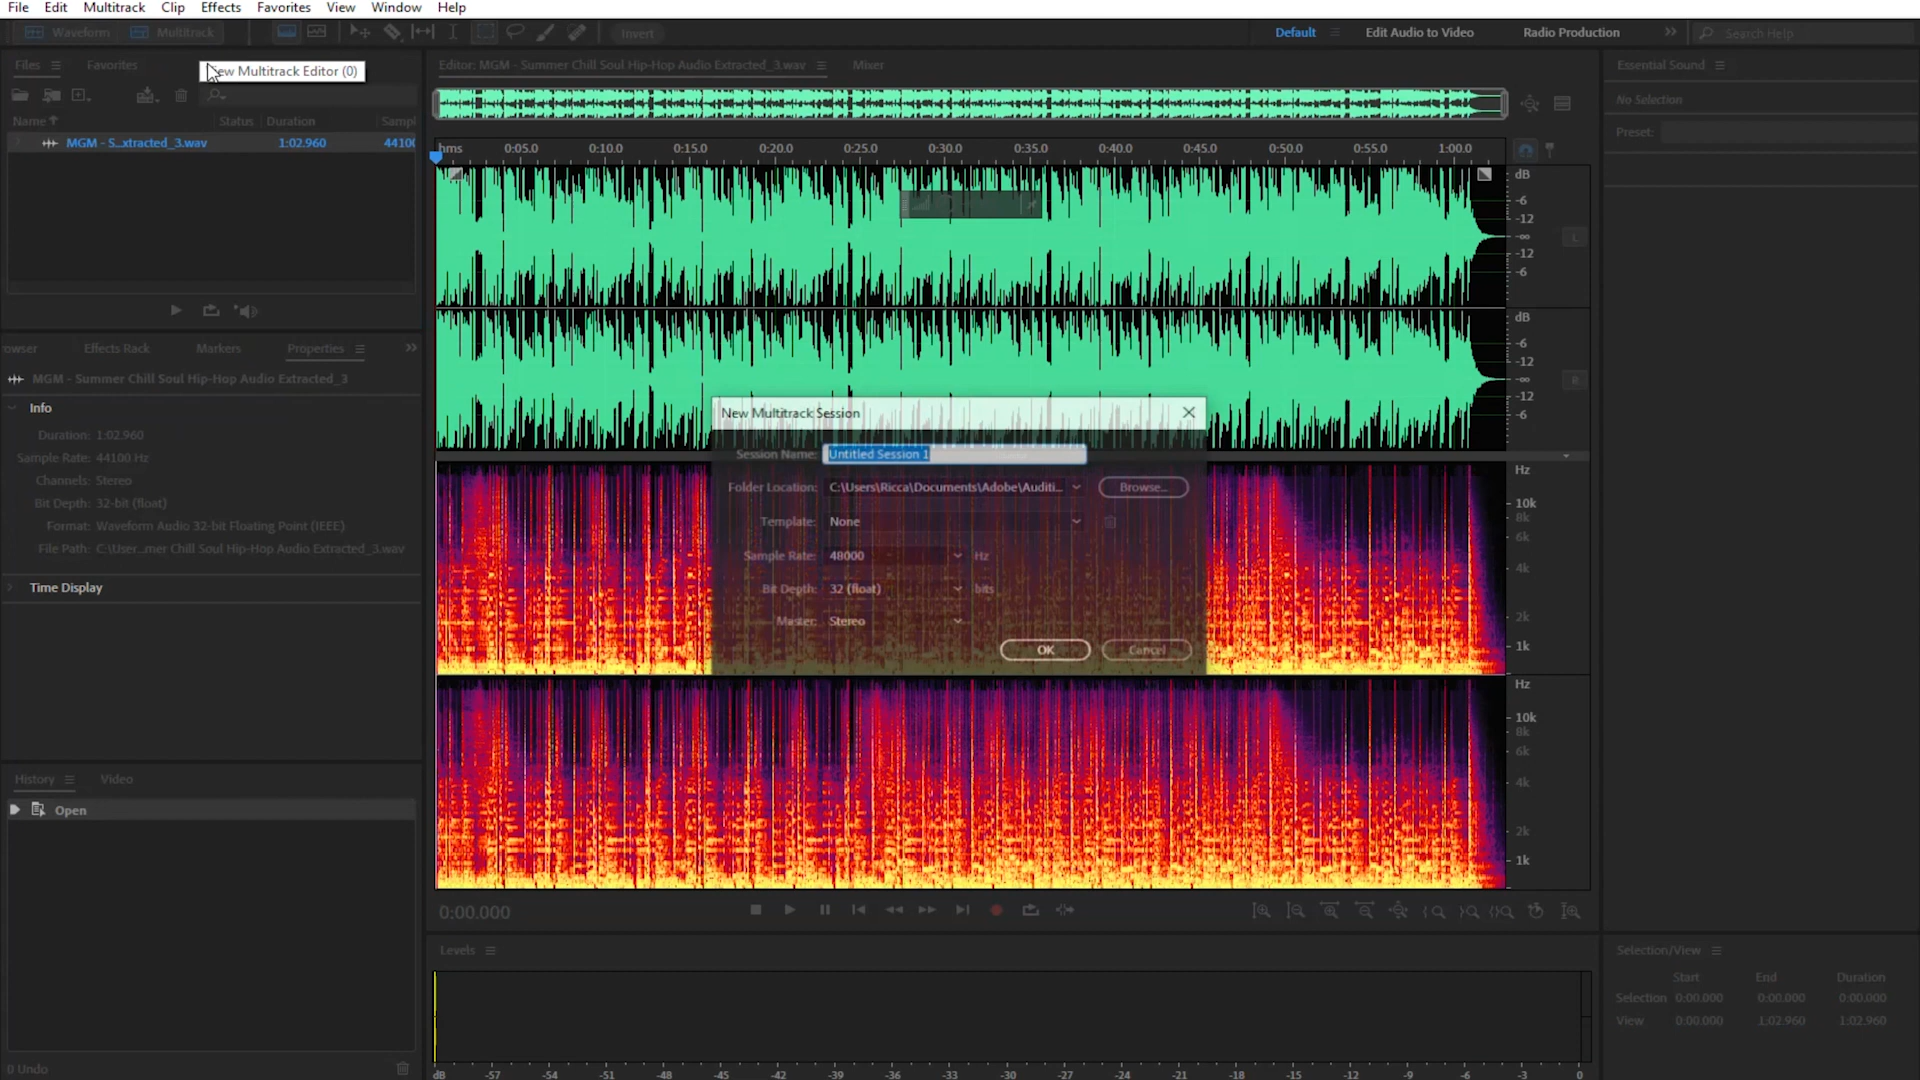 File Edit Multitrack Clip Effects Favorites View Window Help
Waveform Multitrack Invert Default Edit Audio to Video Radio Production Search Help
Files Favorites
New Multitrack Editor (0)
Name Status Duration Sampl
MGM - S...xtracted_3.wav 1:02.960 4410
rowser Effects Rack Markers Properties
MGM - Summer Chill Soul Hip-Hop Audio Extracted_3
Info
Duration: 1:02.960
Sample Rate: 44100 Hz
Channels: Stereo
Bit Depth: 32-bit (float)
Format: Waveform Audio 32-bit Floating Point (IEEE)
File Path: C:\User...mer Chill Soul Hip-Hop Audio Extracted_3.wav
Time Display
History Video
Open
0 Undo
Editor: MGM - Summer Chill Soul Hip-Hop Audio Extracted_3.wav Mixer
hms 0:05.0 0:10.0 0:15.0 0:20.0 0:25.0 0:30.0 0:35.0 0:40.0 0:45.0 0:50.0 0:55.0 1:00.0
dB
-6
-12
-∞
-12
-6
L
dB
-6
-12
-∞
-12
-6
R
New Multitrack Session
Session Name: Untitled Session 1
Folder Location: C:\Users\Ricca\Documents\Adobe\Auditi... Browse...
Template: None
Sample Rate: 48000 Hz
Bit Depth: 32 (float) bits
Master: Stereo
OK Cancel
Hz
10k
8k
6k
4k
2k
1k
Hz
10k
8k
6k
4k
2k
1k
0:00.000
Levels
dB -57 -54 -51 -48 -45 -42 -39 -36 -33 -30 -27 -24 -21 -18 -15 -12 -9 -6 -3 0
Essential Sound
No Selection
Preset:
Selection/View
Start End Duration
Selection 0:00.000 0:00.000 0:00.000
View 0:00.000 1:02.960 1:02.960